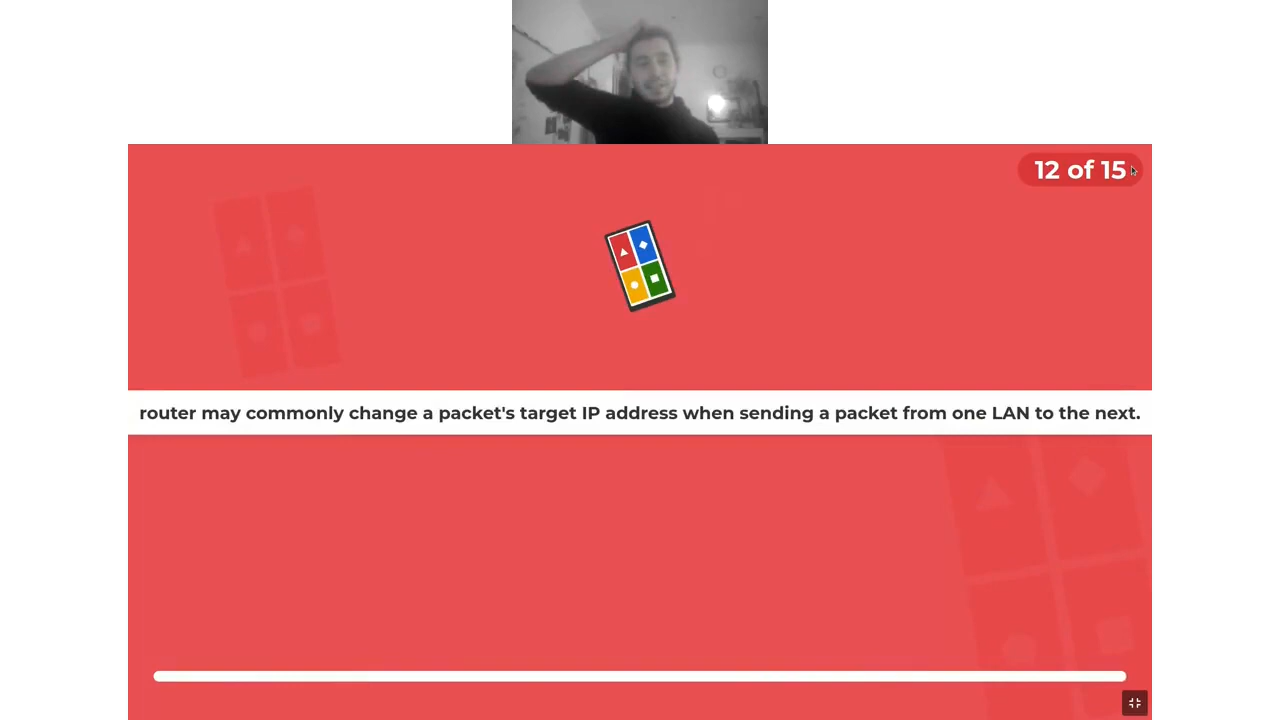 12 of 15
router may commonly change a packet's target IP address when sending a packet from one LAN to the next.